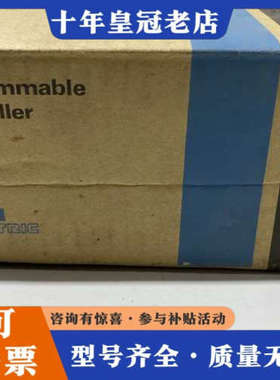 十年皇冠老店
mmable
ller
TRIC
咨询有惊喜·参与补贴活动
可
票
型号齐全·质量无